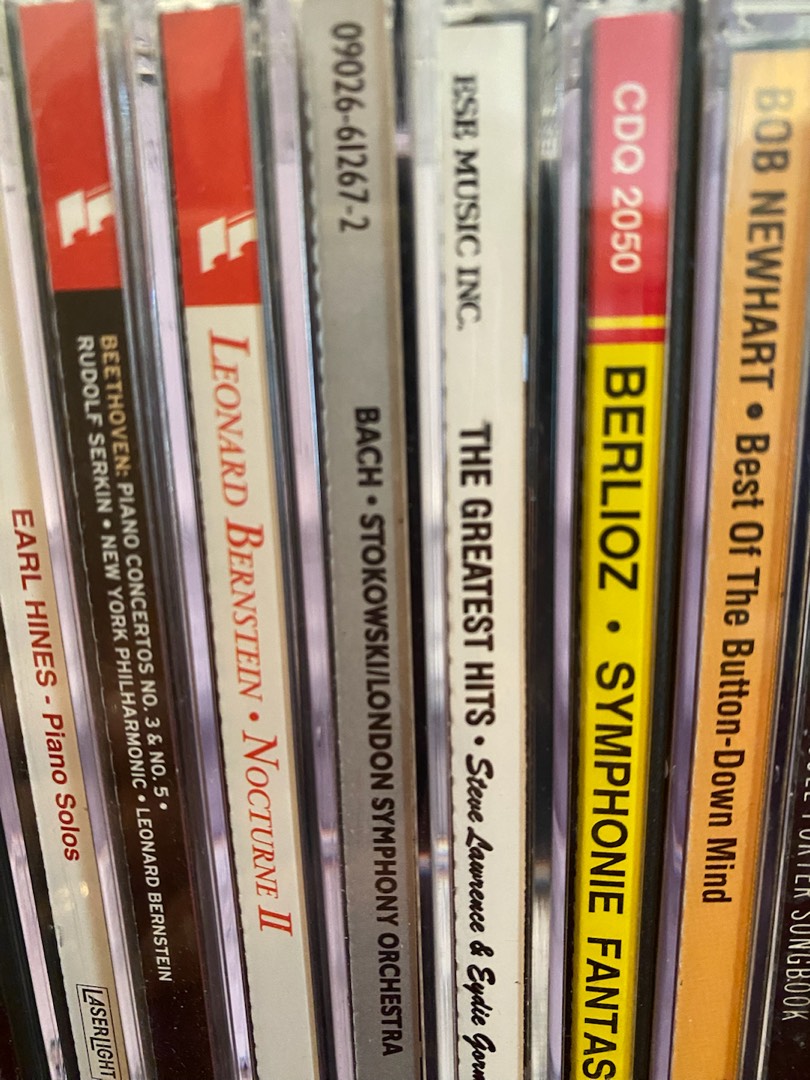 EARL HINES - Piano Solos
LASERLIGHT
BEETHOVEN: PIANO CONCERTOS NO. 3 & NO. 5 •
RUDOLF SERKIN • NEW YORK PHILHARMONIC • LEONARD BERNSTEIN
LEONARD BERNSTEIN • NOCTURNE II
09026-61267-2
BACH • STOKOWSKI/LONDON SYMPHONY ORCHESTRA
ESE MUSIC INC.
THE GREATEST HITS • Steve Lawrence & Eydie Gorm
CDQ 2050
BERLIOZ • SYMPHONIE FANTAS
BOB NEWHART • Best Of The Button-Down Mind
SONGBOOK